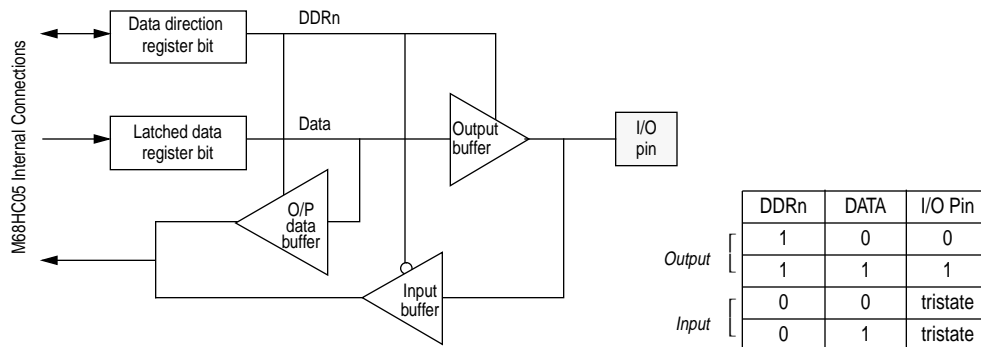 M68HC05 Internal Connections
Data direction
register bit
DDRn
Latched data
register bit
Data
Output
buffer
I/O
pin
O/P
data
buffer
Input
buffer
DDRn DATA I/O Pin
Output
1 0 0
1 1 1
Input
0 0 tristate
0 1 tristate